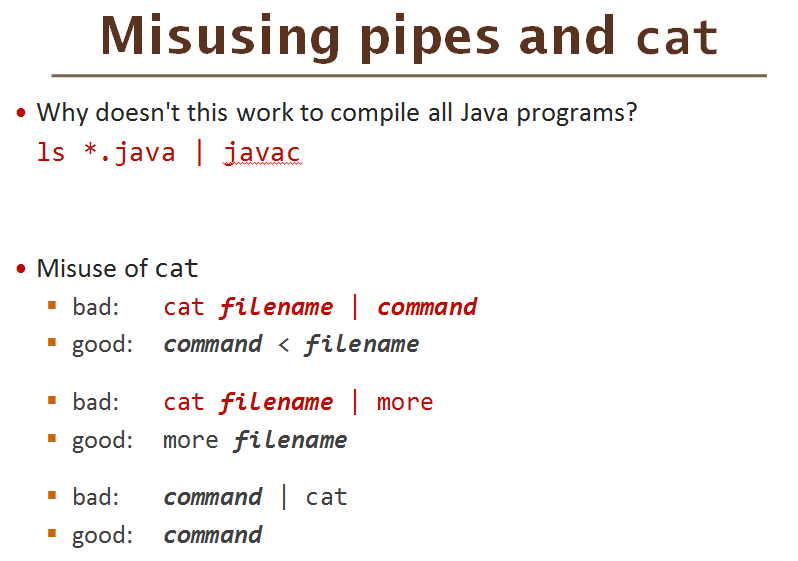 Misusing pipes and cat
• Why doesn't this work to compile all Java programs?
ls *.java | javac
• Misuse of cat
▪ bad: cat filename | command
▪ good: command < filename
▪ bad: cat filename | more
▪ good: more filename
▪ bad: command | cat
▪ good: command